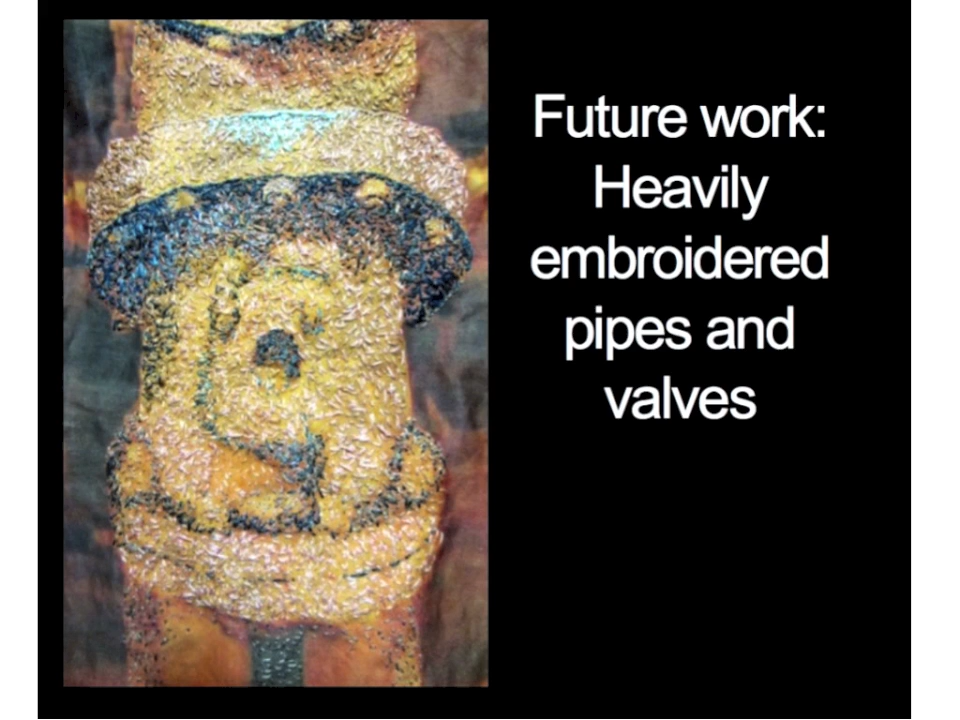 Future work:
Heavily
embroidered
pipes and
valves